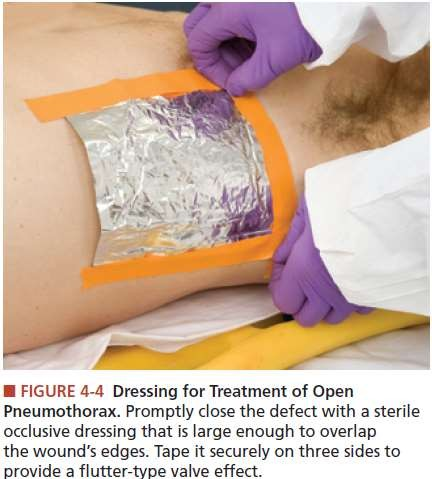 ■ FIGURE 4-4 Dressing for Treatment of Open
Pneumothorax. Promptly close the defect with a sterile
occlusive dressing that is large enough to overlap
the wound’s edges. Tape it securely on three sides to
provide a flutter-type valve effect.